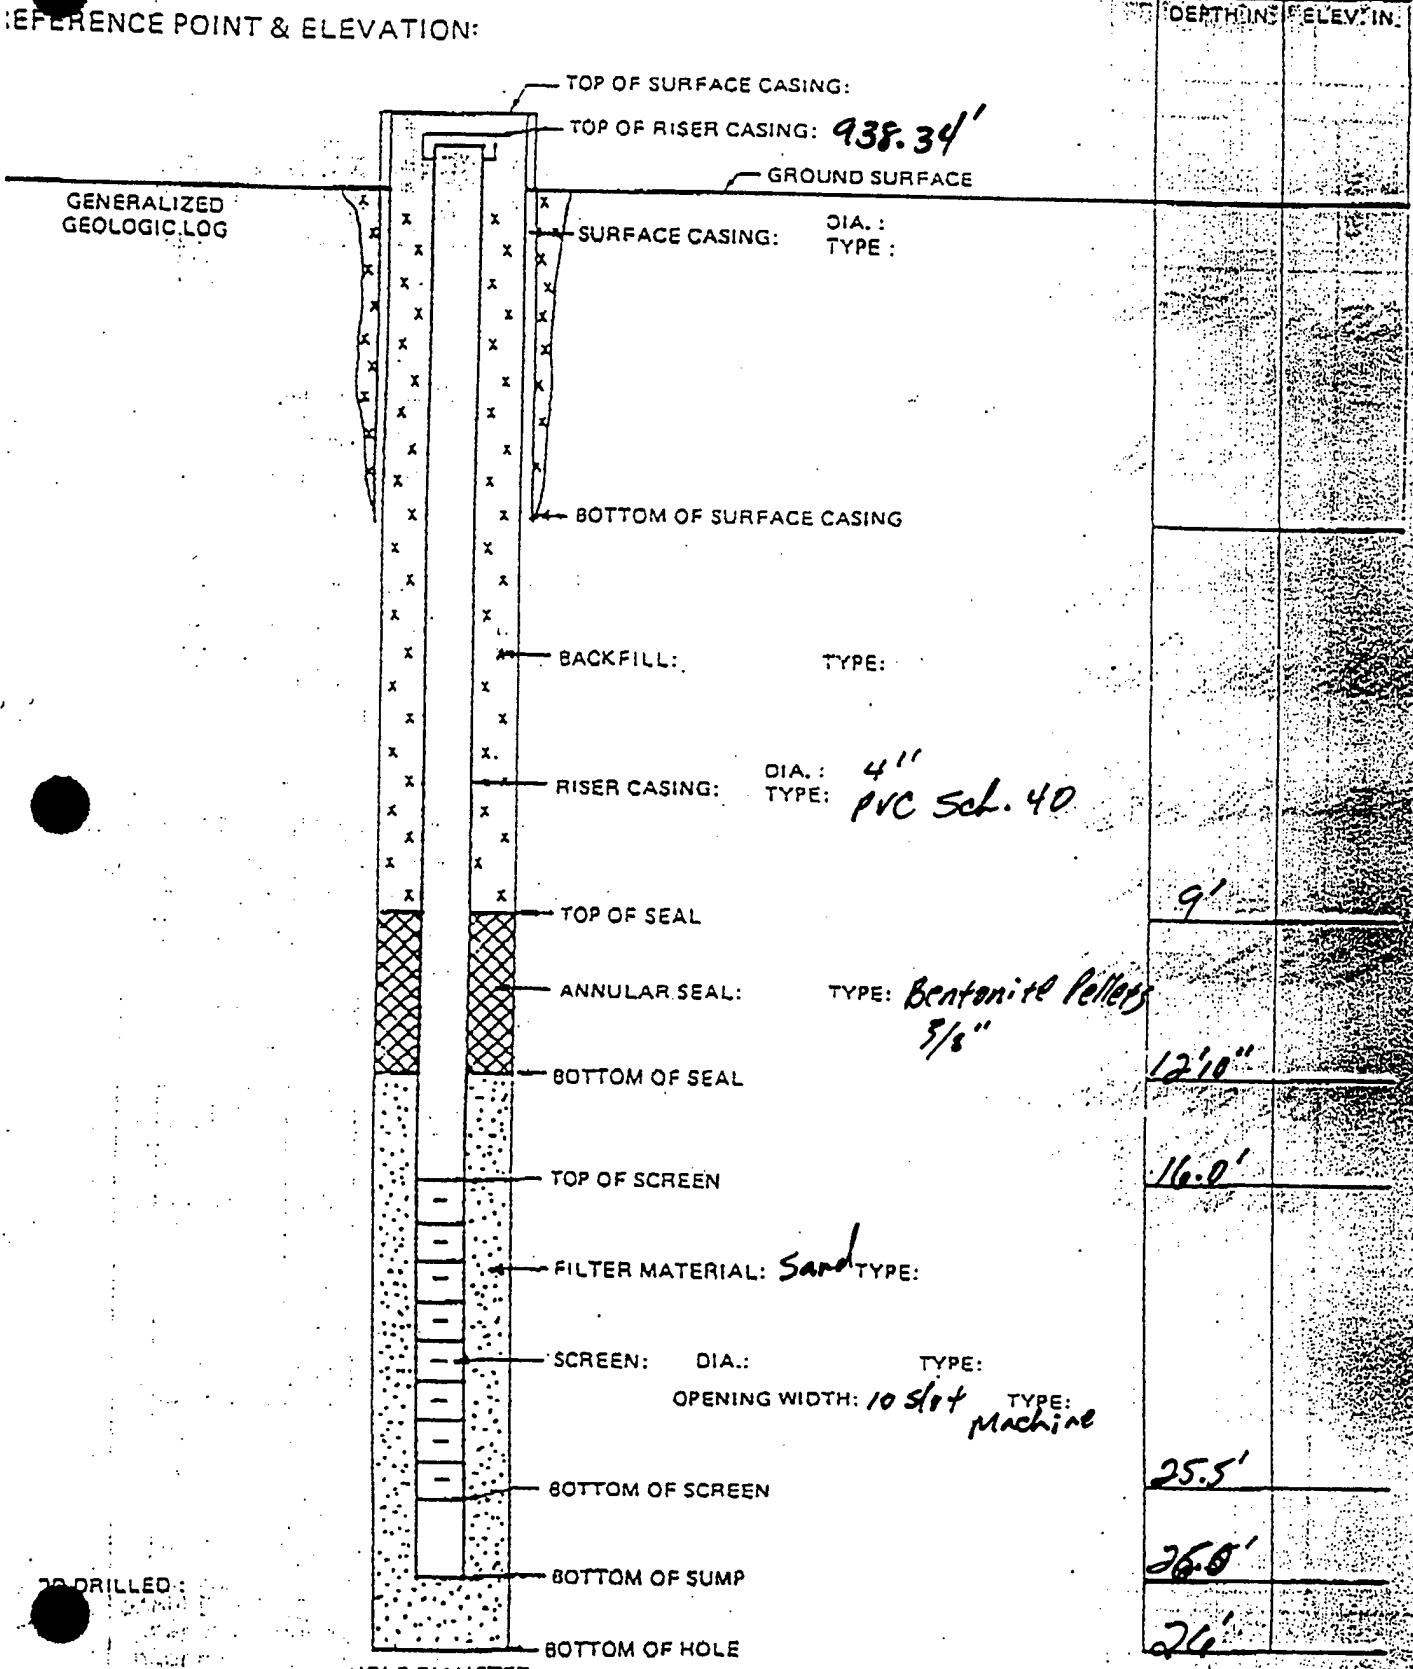 EFERENCE POINT & ELEVATION:
DEPTH IN ELEV. IN.
TOP OF SURFACE CASING:
TOP OF RISER CASING: 938.34'
GROUND SURFACE
GENERALIZED
GEOLOGIC LOG
SURFACE CASING: DIA. :
TYPE :
BOTTOM OF SURFACE CASING
BACKFILL: TYPE:
RISER CASING: DIA. : 4"
TYPE: PVC Sch. 40
9'
TOP OF SEAL
ANNULAR SEAL: TYPE: Bentonite Pellets
3/8"
12'10"
BOTTOM OF SEAL
16.0'
TOP OF SCREEN
FILTER MATERIAL: Sand TYPE:
SCREEN: DIA.: TYPE:
OPENING WIDTH: 10 Slot TYPE:
Machine
25.5'
BOTTOM OF SCREEN
BOTTOM OF SUMP
DRILLED :
26'
BOTTOM OF HOLE